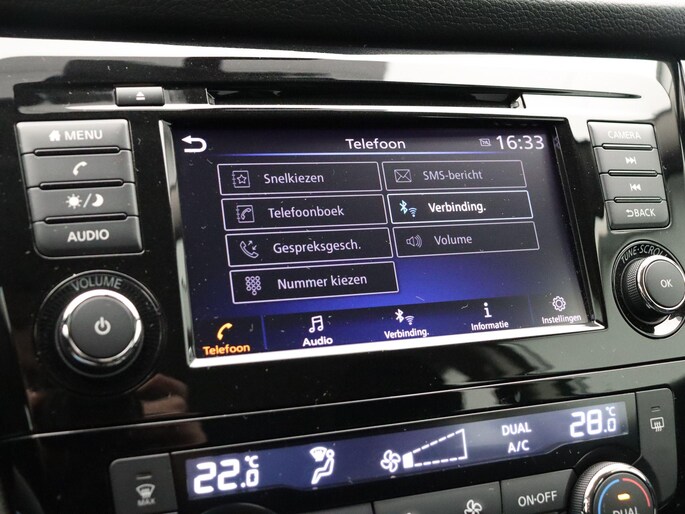 MENU
AUDIO
VOLUME
Telefoon 16:33
Snelkiezen SMS-bericht
Telefoonboek Verbinding.
Gespreksgesch. Volume
Nummer kiezen
Telefoon Audio Verbinding. Informatie Instellingen
CAMERA
BACK
TUNE-SCROLL
OK
22.0°C DUAL A/C 28.0°C
MAX
ON-OFF
DUAL